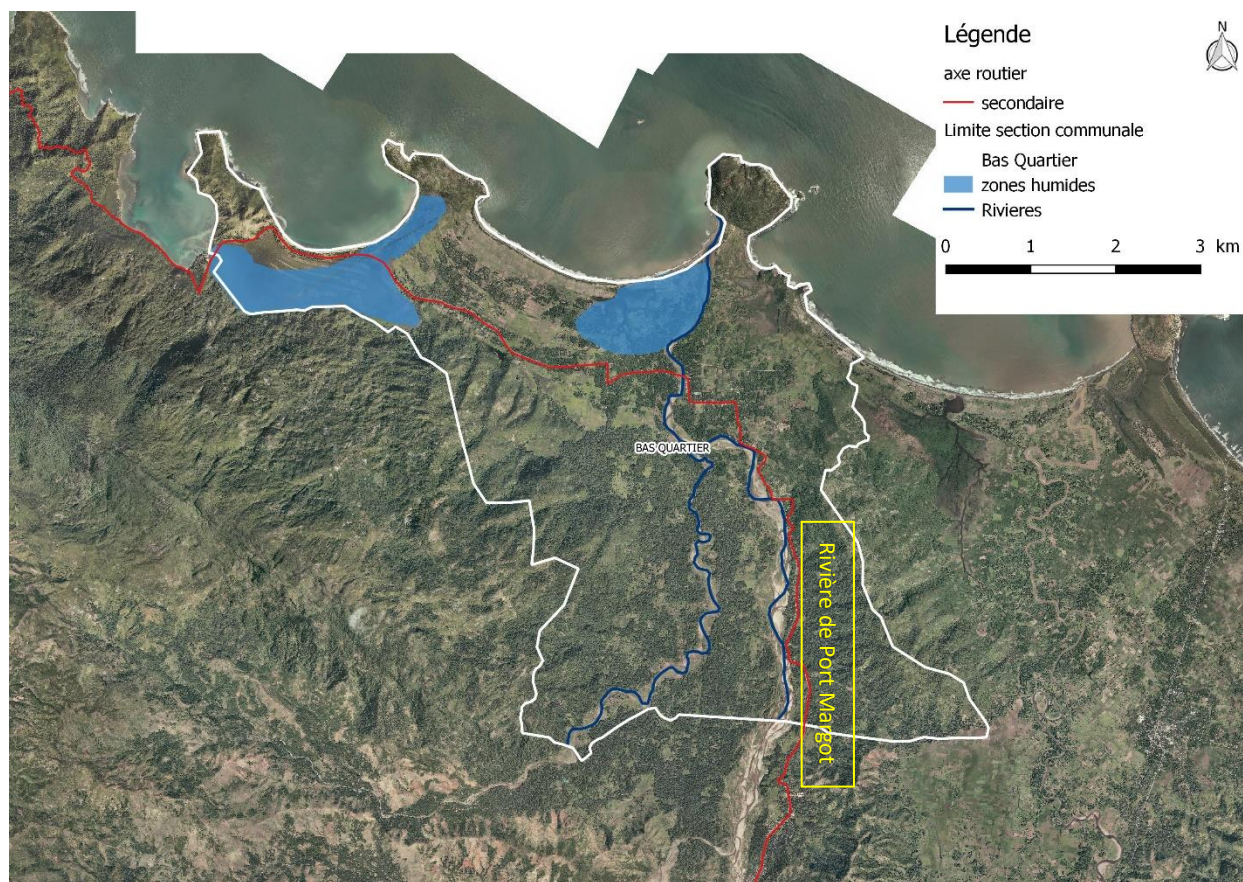 Légende
N
axe routier
secondaire
Limite section communale
Bas Quartier
zones humides
Rivieres
0 1 2 3 km
BAS QUARTIER
Rivière de Port Margot